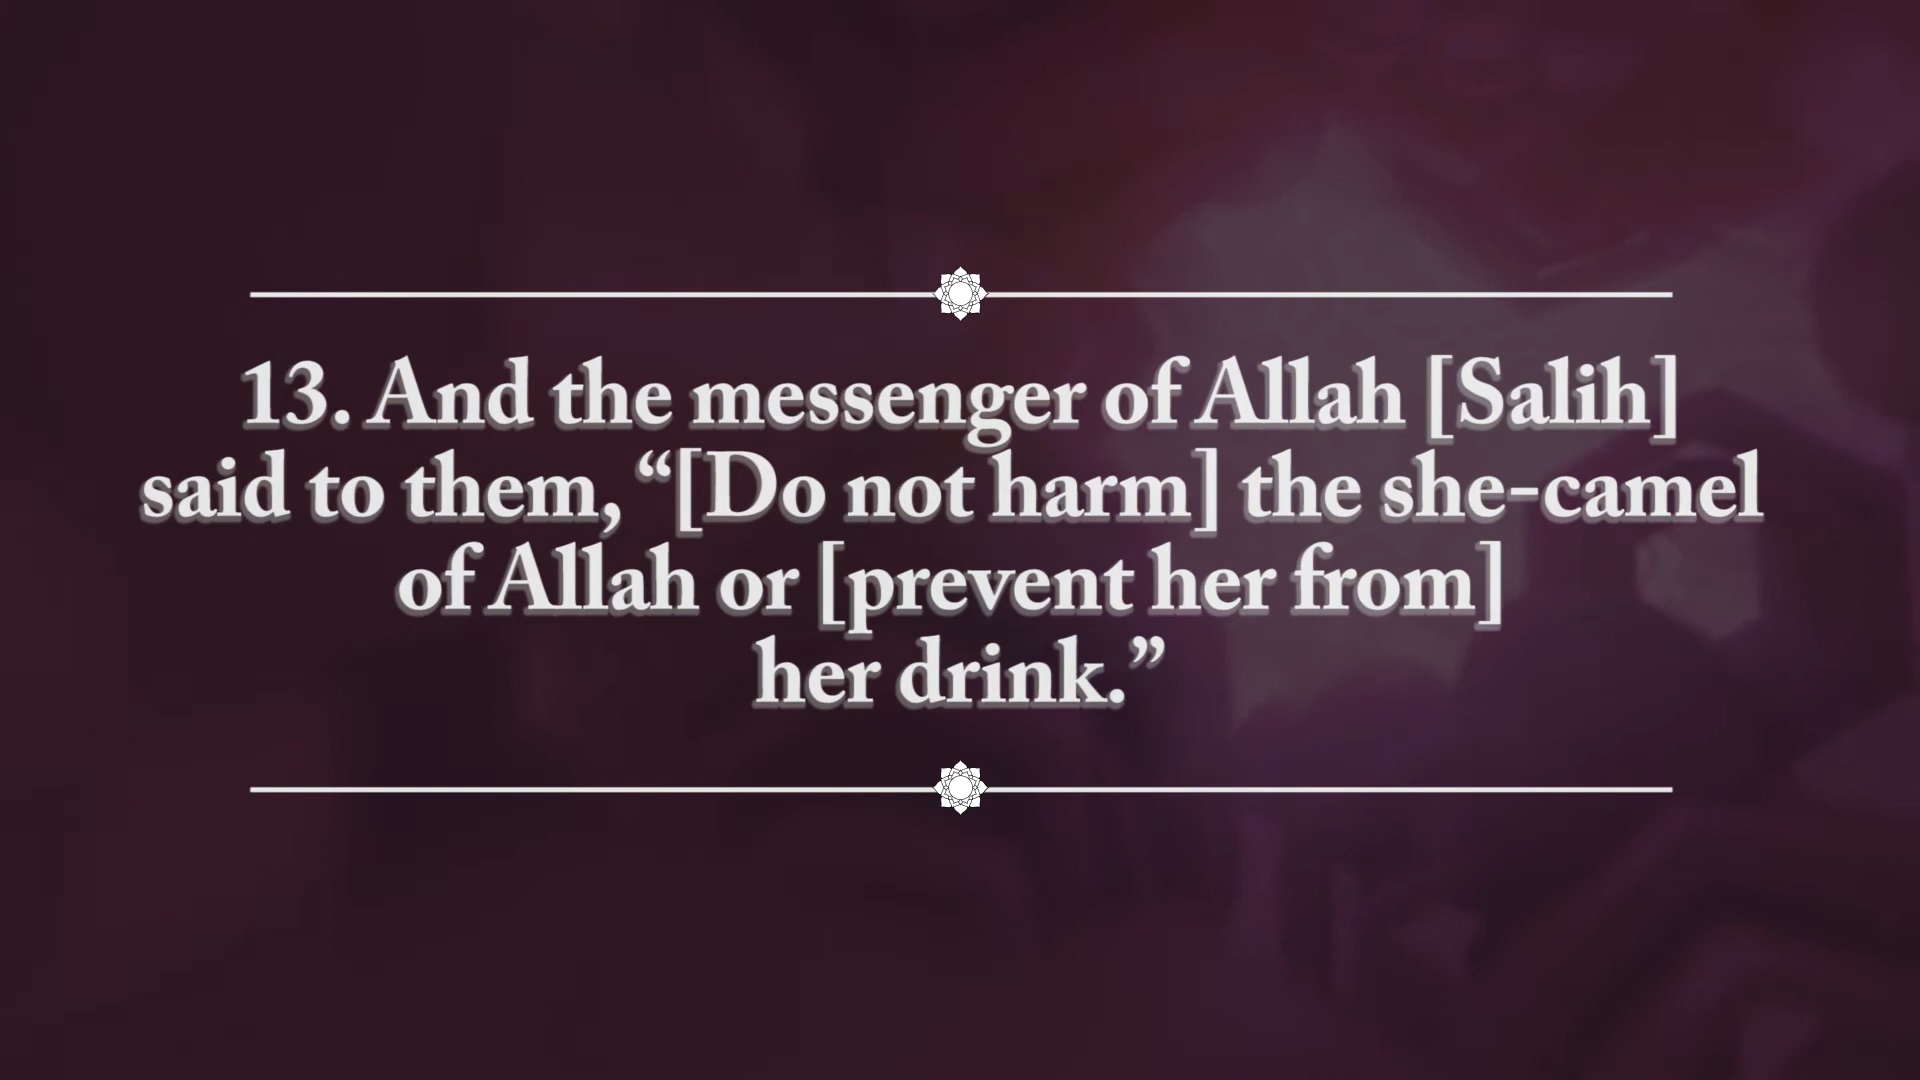 13. And the messenger of Allah [Salih]
said to them, “[Do not harm] the she-camel
of Allah or [prevent her from]
her drink.”